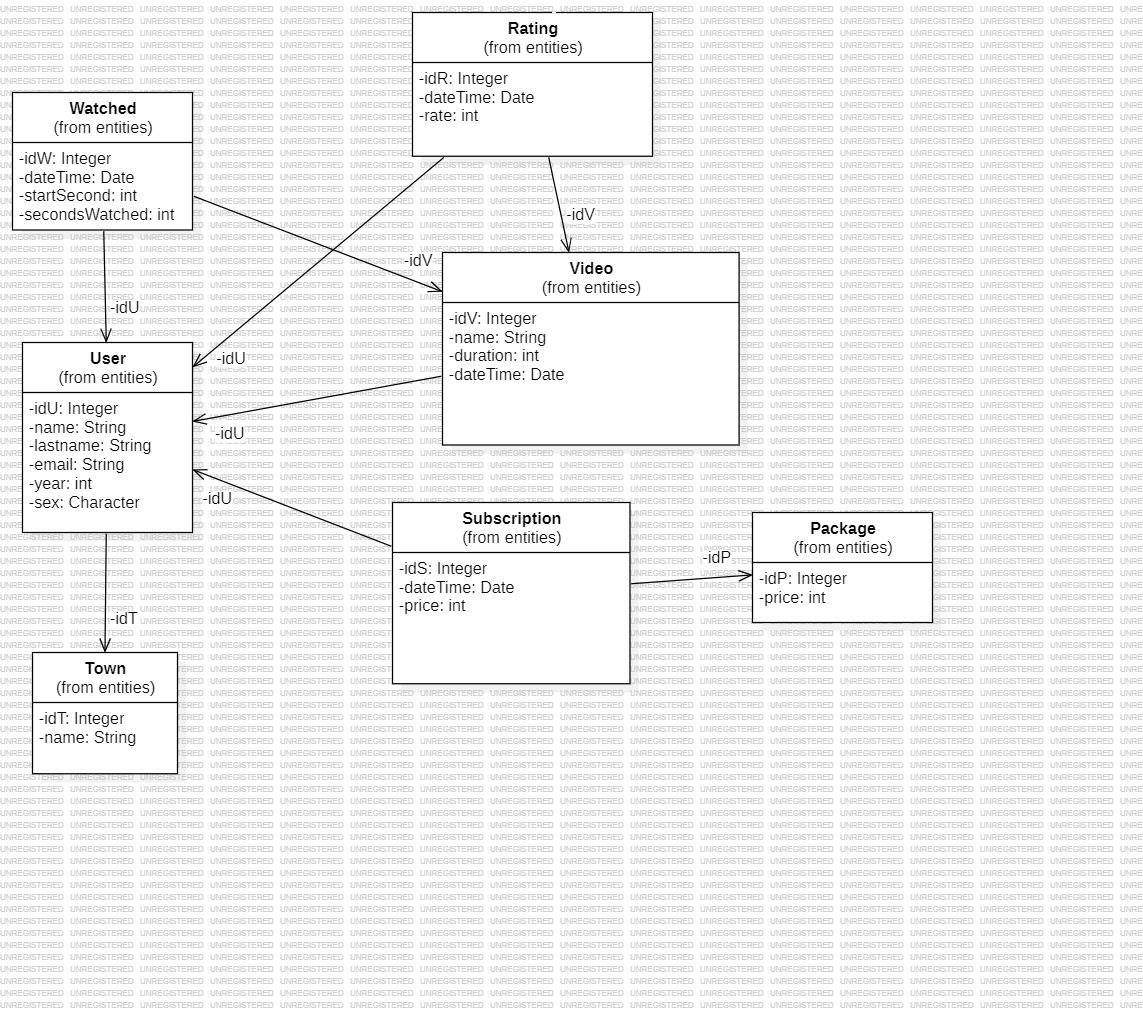 Rating
(from entities)
-idR: Integer
-dateTime: Date
-rate: int
Watched
(from entities)
-idW: Integer
-dateTime: Date
-startSecond: int
-secondsWatched: int
-idV
-idV
Video
(from entities)
-idV: Integer
-name: String
-duration: int
-dateTime: Date
-idU
User
(from entities)
-idU: Integer
-name: String
-lastname: String
-email: String
-year: int
-sex: Character
-idU
-idU
-idU
Subscription
(from entities)
-idS: Integer
-dateTime: Date
-price: int
-idP
Package
(from entities)
-idP: Integer
-price: int
-idT
Town
(from entities)
-idT: Integer
-name: String
UNREGISTERED